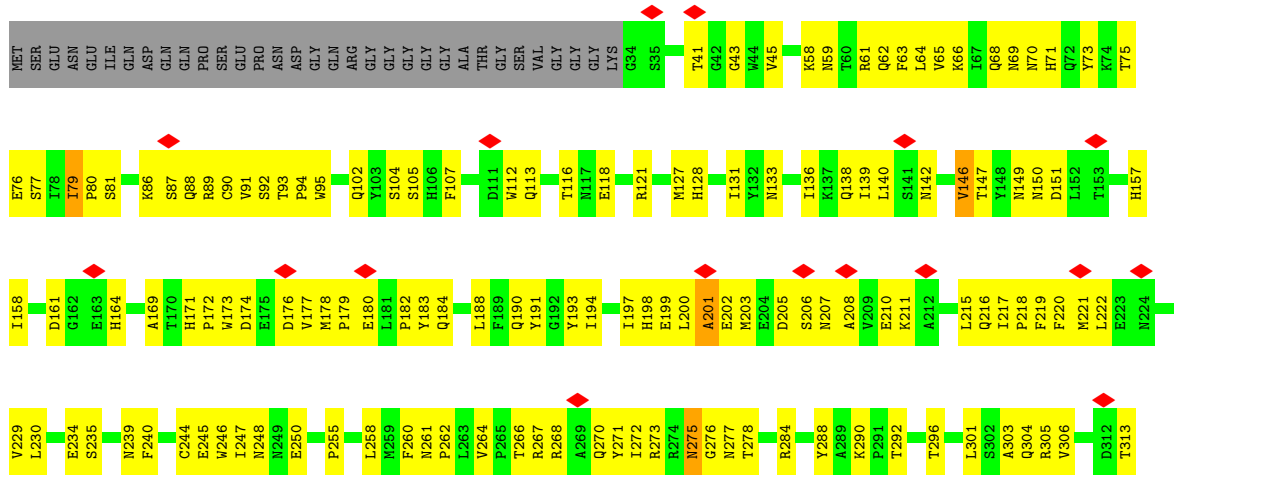 MET SER GLU ASN GLU ILE GLN ASP GLN GLN PRO SER GLU PRO ASN ASP GLY GLN ARG GLY GLY GLY GLY GLY ALA THR GLY SER VAL GLY GLY GLY LYS G34 S35 T41 G42 G43 W44 V45 K58 N59 T60 R61 Q62 F63 L64 V65 K66 I67 Q68 N69 N70 H71 Q72 Y73 K74 T75
E76 S77 I78 I79 P80 S81 K86 S87 Q88 R89 C90 V91 S92 T93 P94 W95 Q102 Y103 S104 S105 H106 F107 D111 W112 Q113 T116 N117 E118 R121 M127 H128 I131 Y132 N133 I136 K137 Q138 I139 L140 S141 N142 V146 T147 Y148 N149 N150 D151 L152 T153 H157
I158 D161 G162 E163 H164 A169 T170 H171 P172 W173 D174 E175 D176 V177 M178 P179 E180 L181 P182 Y183 Q184 L188 F189 Q190 Y191 G192 Y193 I194 I197 H198 E199 L200 A201 E202 M203 E204 D205 S206 N207 A208 V209 E210 K211 A212 L215 Q216 I217 P218 F219 F220 M221 L222 E223 N224
V229 L230 E234 S235 N239 F240 C244 E245 W246 I247 N248 N249 E250 P255 L258 M259 F260 N261 P262 L263 V264 P265 T266 R267 R268 A269 Q270 Y271 I272 R273 R274 N275 G276 N277 T278 R284 Y288 A289 K290 P291 T292 T296 L301 S302 A303 Q304 R305 V306 D312 T313